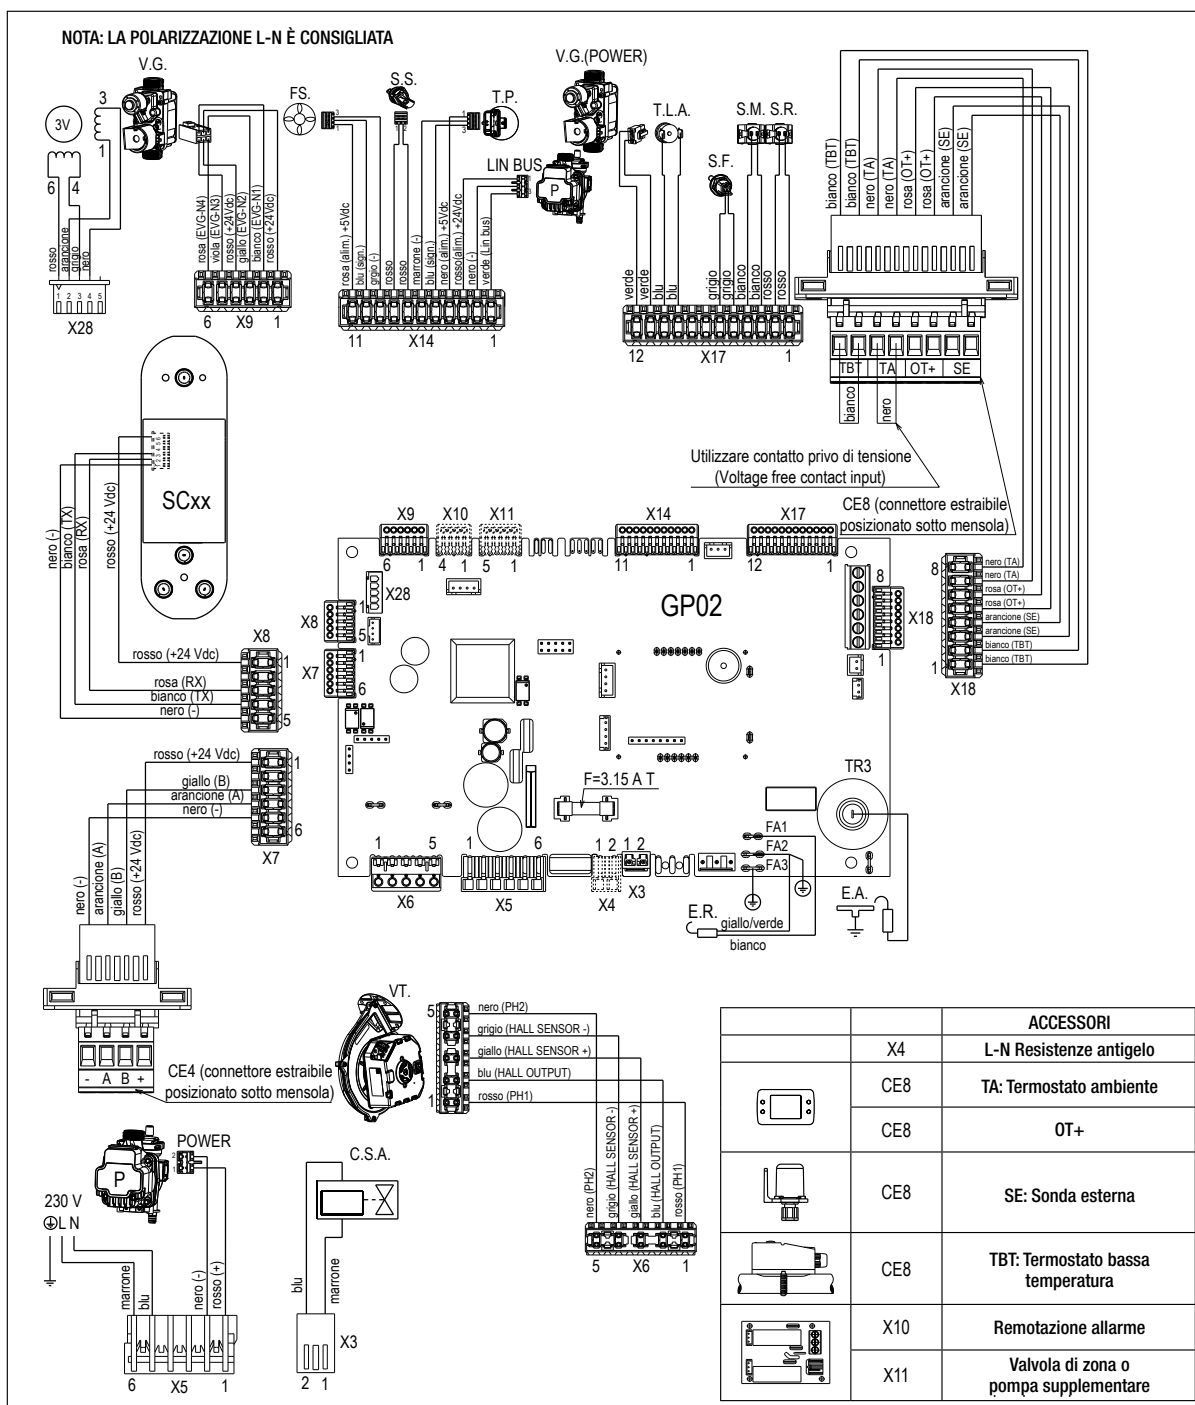 NOTA: LA POLARIZZAZIONE L-N È CONSIGLIATA
V.G.
3V
3
1
6
4
rosso
arancione
grigio
nero
1 2 3 4 5
X28
rosa (EVG-N4)
viola (EVG-N3)
rosso (+24Vdc)
giallo (EVG-N2)
bianco (EVG-N1)
rosso (+24Vdc)
6 X9 1
FS.
S.S.
T.P.
LIN BUS
P
rosa (alim.) +5Vdc
blu (sign.)
grgio (-)
rosso
rosso
marrone (-)
blu (sign.)
nero (alim.) +5Vdc
rosso(alim.) +24Vdc
nero (-)
verde (Lin bus)
11 X14 1
V.G.(POWER)
T.L.A.
S.F.
S.M. S.R.
verde
verde
blu
blu
grigio
grigio
bianco
bianco
rosso
rosso
12 X17 1
bianco (TBT)
bianco (TBT)
nero (TA)
nero (TA)
rosa (OT+)
rosa (OT+)
arancione (SE)
arancione (SE)
TBT TA OT+ SE
bianco
nero
Utilizzare contatto privo di tensione
(Voltage free contact input)
CE8 (connettore estraibile
posizionato sotto mensola)
SCxx
nero (-)
bianco (TX)
rosa (RX)
rosso (+24 Vdc)
X8
rosso (+24 Vdc)
1
rosa (RX)
bianco (TX)
nero (-)
5
rosso (+24 Vdc)
1
giallo (B)
arancione (A)
nero (-)
6
X7
X9 X10 X11 X14 X17
6 1 4 1 5 1 11 1 12 1
X28
X8
1
5
X7
1
6
GP02
8
X18
1
8
nero (TA)
nero (TA)
rosa (OT+)
rosa (OT+)
arancione (SE)
arancione (SE)
bianco (TBT)
bianco (TBT)
1
X18
F=3.15 A T
TR3
FA1
FA2
FA3
1 5
X6
1 6
X5
1 2
X4
1 2
X3
E.R.
giallo/verde
bianco
E.A.
nero (-)
arancione (A)
giallo (B)
rosso (+24 Vdc)
- A B +
CE4 (connettore estraibile
posizionato sotto mensola)
VT.
5
nero (PH2)
grigio (HALL SENSOR -)
giallo (HALL SENSOR +)
blu (HALL OUTPUT)
rosso (PH1)
1
nero (PH2)
grigio (HALL SENSOR -)
giallo (HALL SENSOR +)
blu (HALL OUTPUT)
rosso (PH1)
5 X6 1
P
POWER
2
1
230 V
L N
marrone
blu
nero (-)
rosso (+)
6 X5 1
C.S.A.
blu
marrone
X3
2 1
ACCESSORI
X4 L-N Resistenze antigelo
CE8 TA: Termostato ambiente
CE8 OT+
CE8 SE: Sonda esterna
CE8 TBT: Termostato bassa
temperatura
X10 Remotazione allarme
X11 Valvola di zona o
pompa supplementare